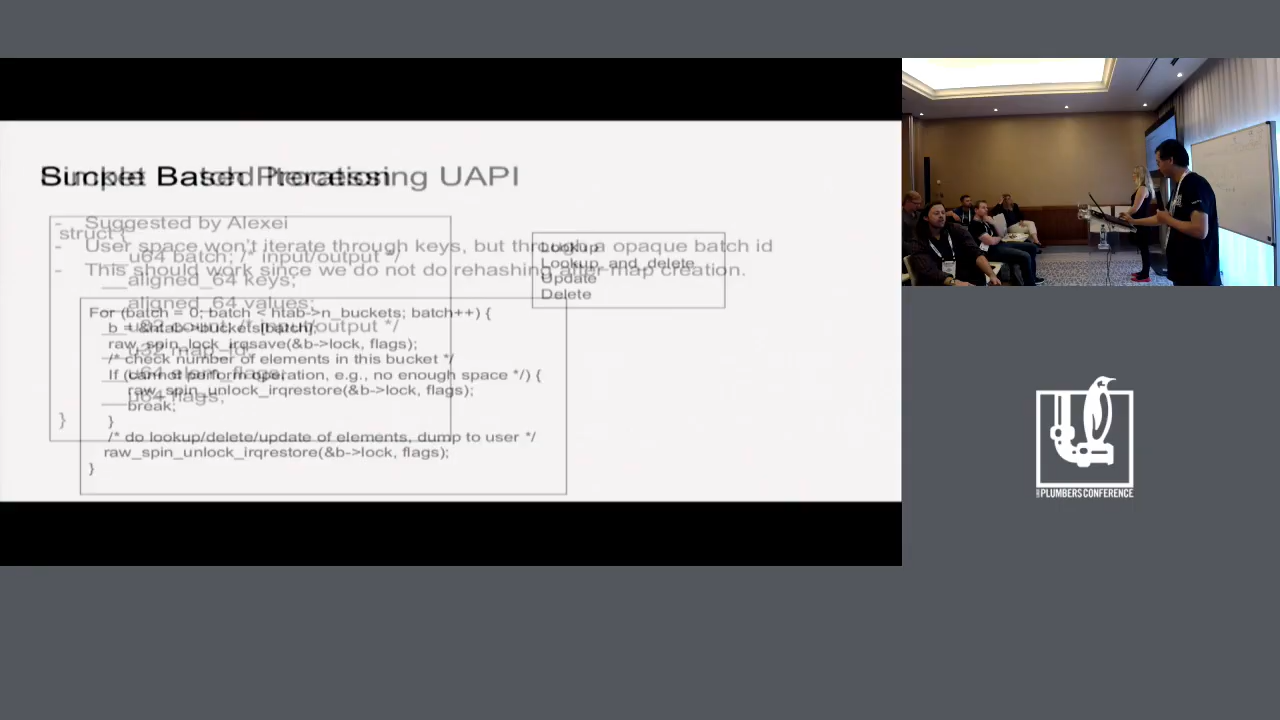 Batched Processing UAPI
- Suggested by Alexei
- User space won't iterate through keys, but through a opaque batch id
- This should work since we do not do rehashing after map creation.
For (batch = 0; batch < htab->n_buckets; batch++) {
b = &htab->buckets[batch];
raw_spin_lock_irqsave(&b->lock, flags);
/* check number of elements in this bucket */
If (cannot perform operation, e.g., no enough space */) {
raw_spin_unlock_irqrestore(&b->lock, flags);
break;
}
/* do lookup/delete/update of elements, dump to user */
raw_spin_unlock_irqrestore(&b->lock, flags);
}
struct {
__u64 batch; /* input/output */
__aligned_64 keys;
__aligned_64 values;
__u32 count; /* input/output */
__u32 map_fd;
__u64 elem_flags;
__u64 flags;
}
Lookup
Lookup_and_delete
Update
Delete
PLUMBERS CONFERENCE